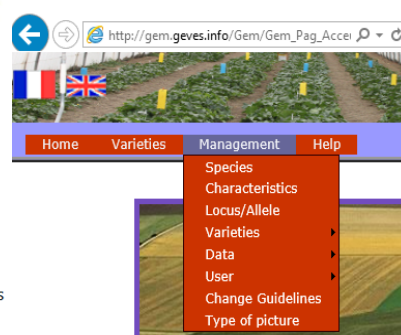 http://gem.geves.info/Gem/Gem_Pag_Accei
Home Varieties Management Help
Species
Characteristics
Locus/Allele
Varieties
Data
User
Change Guidelines
Type of picture
s